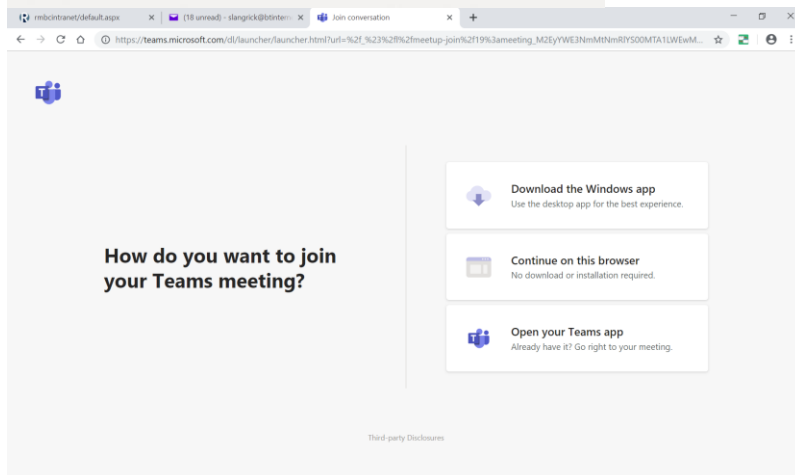 rmbcintranet/default.aspx
(18 unread) - slangrick@btintern
Join conversation
https://teams.microsoft.com/dl/launcher/launcher.html?url=%2f_%23%2fl%2fmeetup-join%2f19%3ameeting_M2EyYWE3NmMtNmRlYS00MTA1LWEwM...
How do you want to join
your Teams meeting?
Download the Windows app
Use the desktop app for the best experience.
Continue on this browser
No download or installation required.
Open your Teams app
Already have it? Go right to your meeting.
Third-party Disclosures